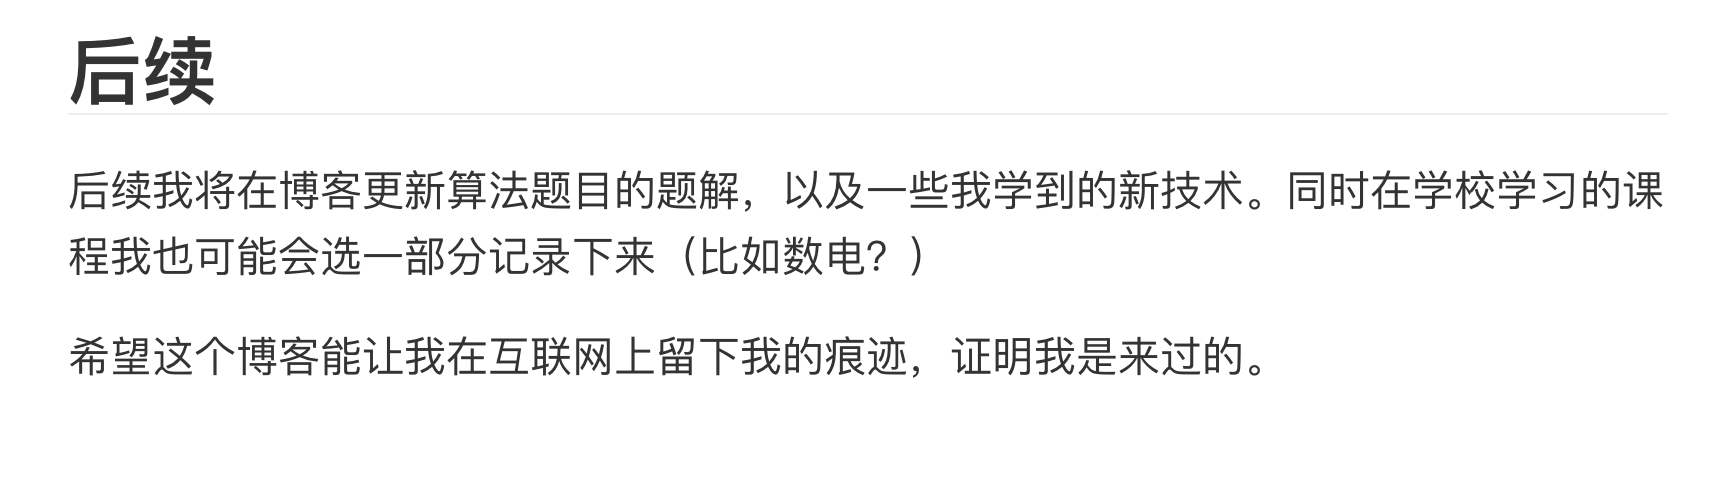 后续
后续我将在博客更新算法题目的题解，以及一些我学到的新技术。同时在学校学习的课
程我也可能会选一部分记录下来（比如数电？）
希望这个博客能让我在互联网上留下我的痕迹，证明我是来过的。